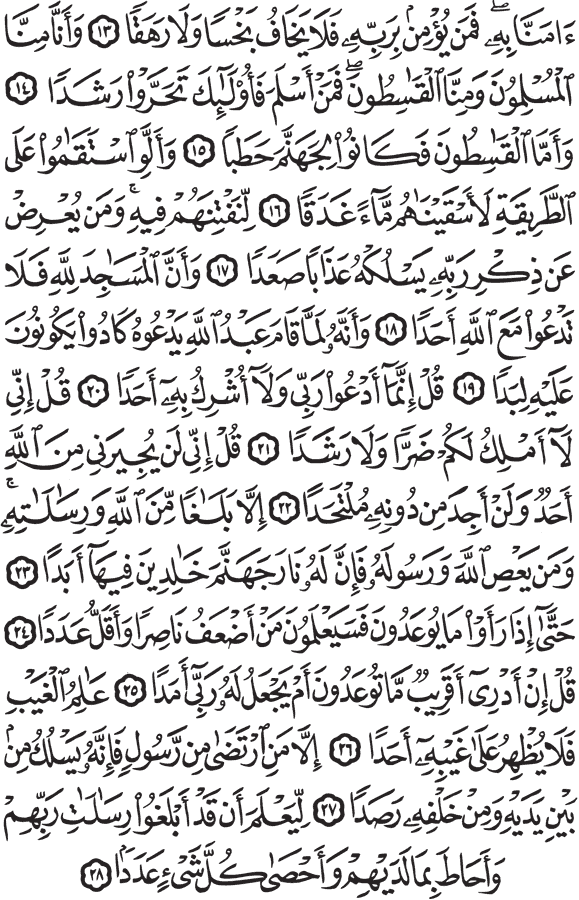 ءَامَنَّا بِهِۦۖ فَمَن يُؤْمِنۢ بِرَبِّهِۦ فَلَا يَخَافُ بَخْسًا وَلَا رَهَقًا ١٣ وَأَنَّا مِنَّا
ٱلْمُسْلِمُونَ وَمِنَّا ٱلْقَٰسِطُونَۖ فَمَنْ أَسْلَمَ فَأُو۟لَٰٓئِكَ تَحَرَّوْا۟ رَشَدًا ١٤
وَأَمَّا ٱلْقَٰسِطُونَ فَكَانُوا۟ لِجَهَنَّمَ حَطَبًا ١٥ وَأَلَّوِ ٱسْتَقَٰمُوا۟ عَلَى
ٱلطَّرِيقَةِ لَأَسْقَيْنَٰهُم مَّآءً غَدَقًا ١٦ لِّنَفْتِنَهُمْ فِيهِۚ وَمَن يُعْرِضْ
عَن ذِكْرِ رَبِّهِۦ يَسْلُكْهُ عَذَابًا صَعَدًا ١٧ وَأَنَّ ٱلْمَسَٰجِدَ لِلَّهِ فَلَا
تَدْعُوا۟ مَعَ ٱللَّهِ أَحَدًا ١٨ وَأَنَّهُۥ لَمَّا قَامَ عَبْدُ ٱللَّهِ يَدْعُوهُ كَادُوا۟ يَكُونُونَ
عَلَيْهِ لِبَدًا ١٩ قُلْ إِنَّمَآ أَدْعُوا۟ رَبِّى وَلَآ أُشْرِكُ بِهِۦٓ أَحَدًا ٢٠ قُلْ إِنِّى
لَآ أَمْلِكُ لَكُمْ ضَرًّا وَلَا رَشَدًا ٢١ قُلْ إِنِّى لَن يُجِيرَنِى مِنَ ٱللَّهِ
أَحَدٌ وَلَنْ أَجِدَ مِن دُونِهِۦ مُلْتَحَدًا ٢٢ إِلَّا بَلَٰغًا مِّنَ ٱللَّهِ وَرِسَٰلَٰتِهِۦۚ
وَمَن يَعْصِ ٱللَّهَ وَرَسُولَهُۥ فَإِنَّ لَهُۥ نَارَ جَهَنَّمَ خَٰلِدِينَ فِيهَآ أَبَدًا ٢٣
حَتَّىٰٓ إِذَا رَأَوْا۟ مَا يُوعَدُونَ فَسَيَعْلَمُونَ مَنْ أَضْعَفُ نَاصِرًا وَأَقَلُّ عَدَدًا ٢٤
قُلْ إِنْ أَدْرِىٓ أَقَرِيبٌ مَّا تُوعَدُونَ أَمْ يَجْعَلُ لَهُۥ رَبِّىٓ أَمَدًا ٢٥ عَٰلِمُ ٱلْغَيْبِ
فَلَا يُظْهِرُ عَلَىٰ غَيْبِهِۦٓ أَحَدًا ٢٦ إِلَّا مَنِ ٱرْتَضَىٰ مِن رَّسُولٍ فَإِنَّهُۥ يَسْلُكُ مِنۢ
بَيْنِ يَدَيْهِ وَمِنْ خَلْفِهِۦ رَصَدًا ٢٧ لِّيَعْلَمَ أَن قَدْ أَبْلَغُوا۟ رِسَٰلَٰتِ رَبِّهِمْ
وَأَحَاطَ بِمَا لَدَيْهِمْ وَأَحْصَىٰ كُلَّ شَىْءٍ عَدَدًۢا ٢٨